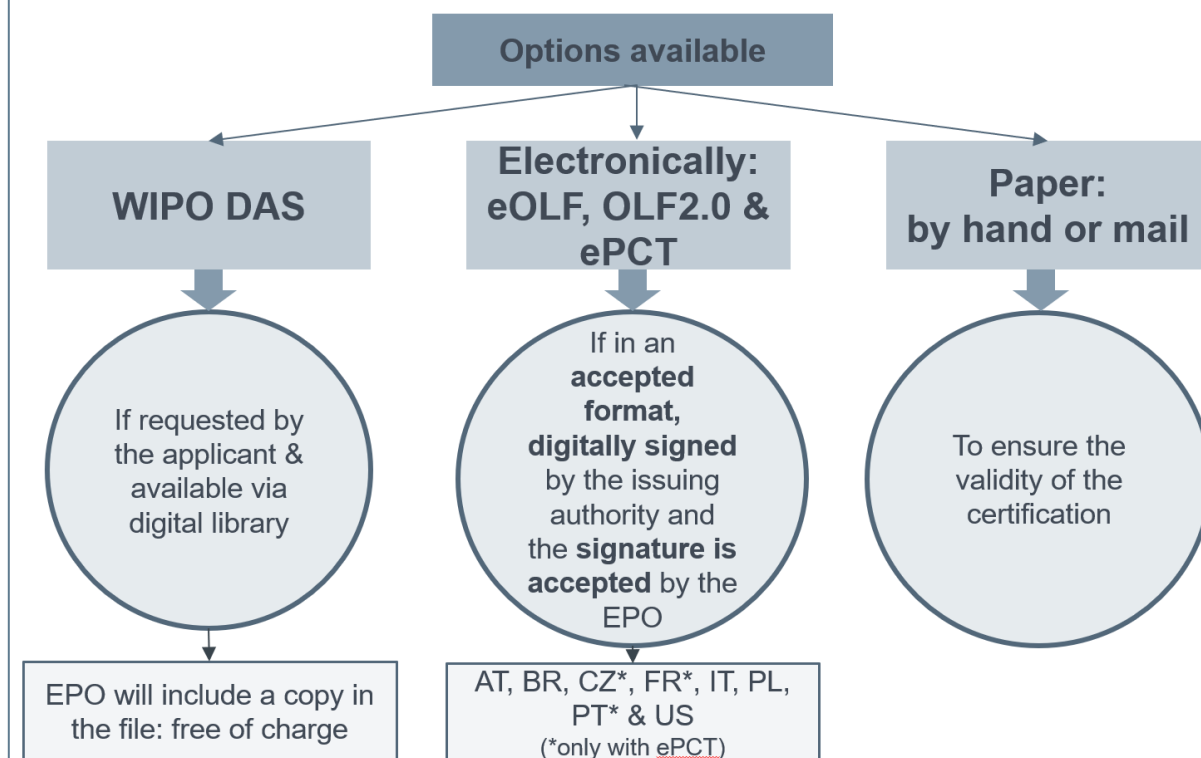 Options available
WIPO DAS
Electronically:
eOLF, OLF2.0 &
ePCT
Paper:
by hand or mail
If requested by
the applicant &
available via
digital library
If in an
accepted
format,
digitally signed
by the issuing
authority and
the signature is
accepted by the
EPO
To ensure the
validity of the
certification
EPO will include a copy in
the file: free of charge
AT, BR, CZ*, FR*, IT, PL,
PT* & US
(*only with ePCT)